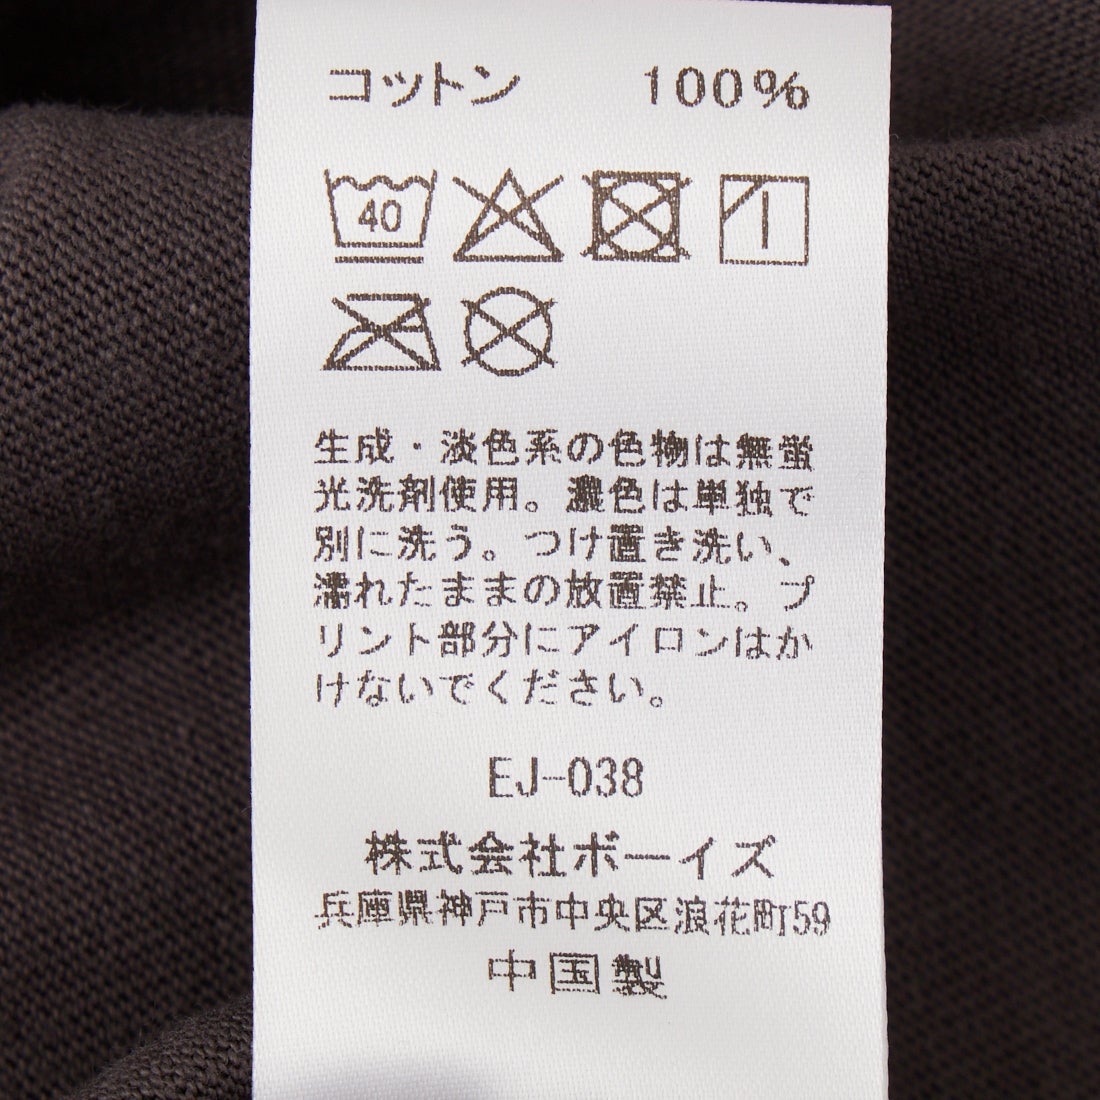 コットン 100%
40
生成・淡色系の色物は無蛍
光洗剤使用。濃色は単独で
別に洗う。つけ置き洗い、
濡れたままの放置禁止。プ
リント部分にアイロンはか
けないでください。
EJ-038
株式会社ボーイズ
兵庫県神戸市中央区浪花町59
中国製